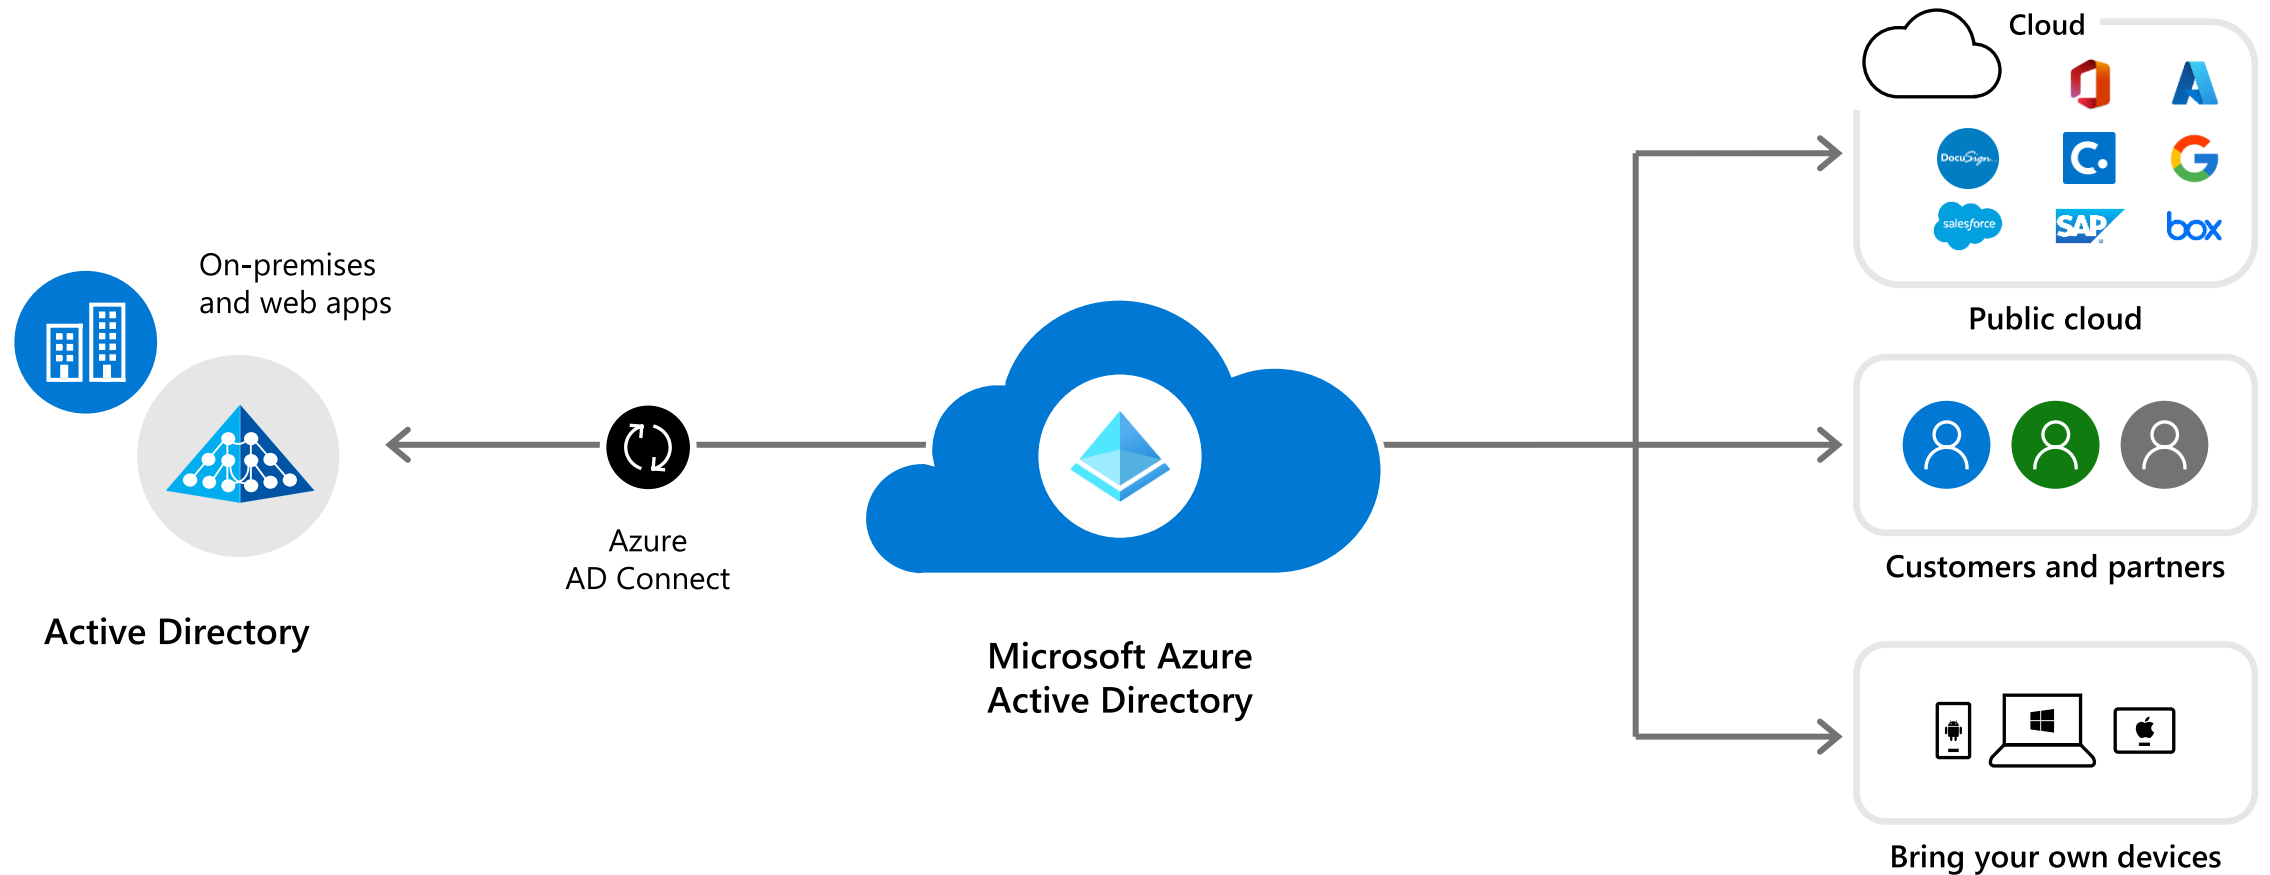 Cloud
DocuSign
salesforce
SAP
box
Public cloud
On-premises
and web apps
Azure
AD Connect
Active Directory
Microsoft Azure
Active Directory
Customers and partners
Bring your own devices